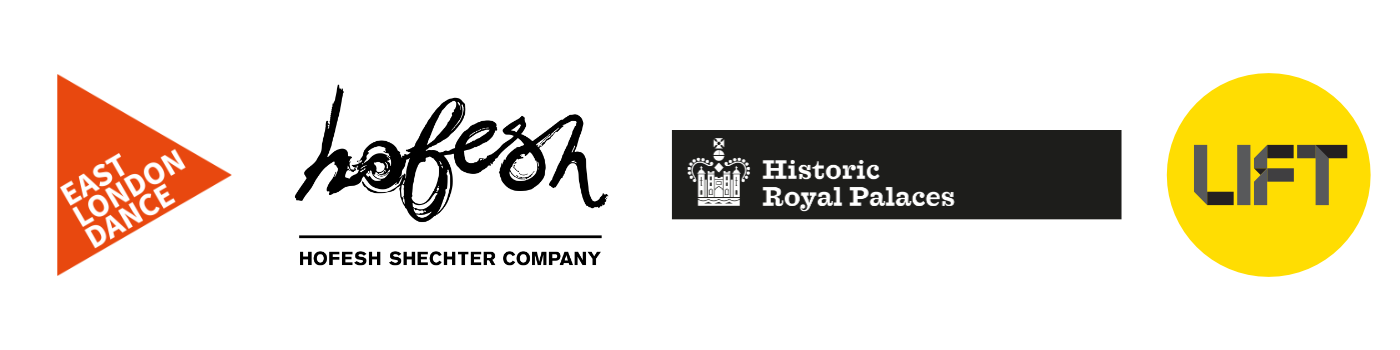 EAST
LONDON
DANCE
hofesh
HOFESH SHECHTER COMPANY
Historic
Royal Palaces
LIFT